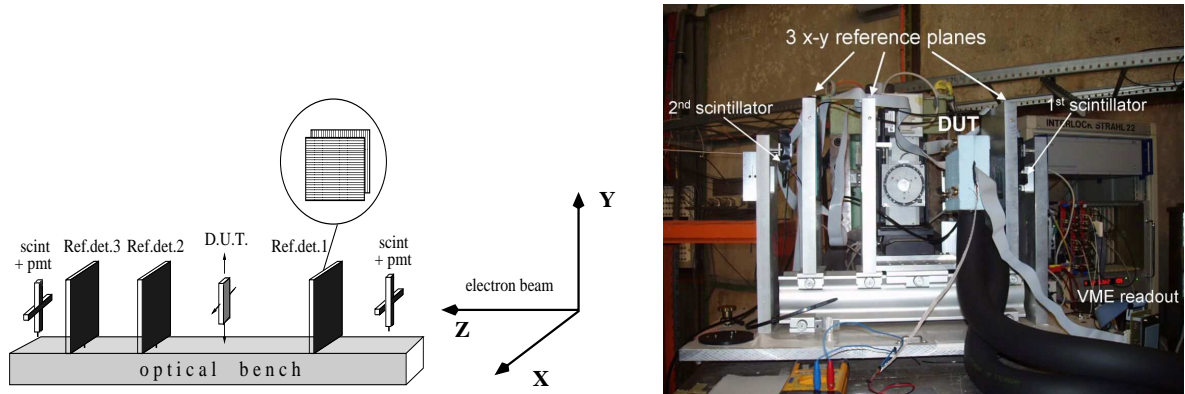 scint
+ pmt
Ref.det.3
Ref.det.2
D.U.T.
Ref.det.1
scint
+ pmt
electron beam
Y
Z
X
optical bench
3 x-y reference planes
2nd scintillator
1st scintillator
DUT
INTERLOCK STRAHL 22
VME readout